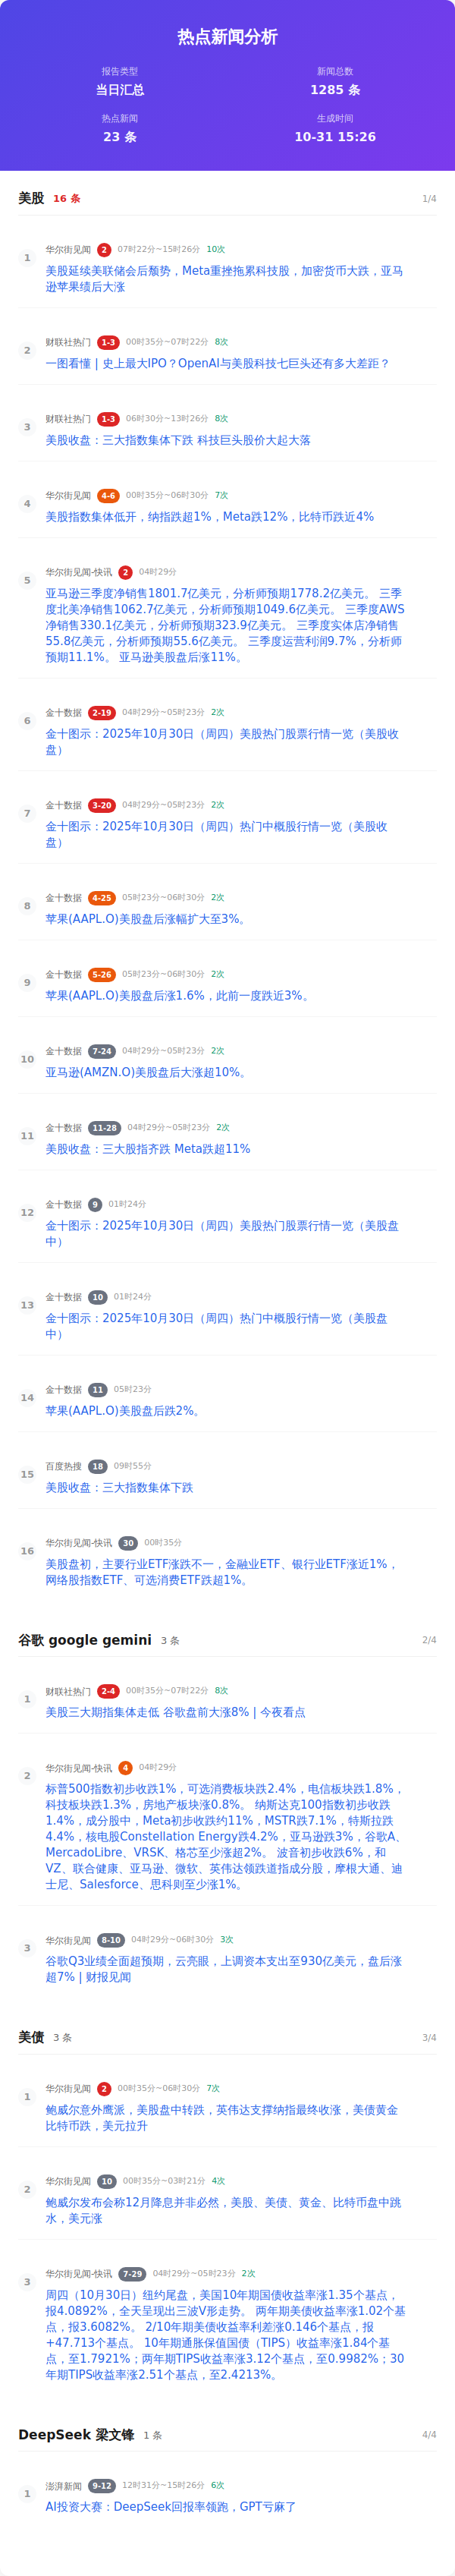 热点新闻分析
报告类型
当日汇总
新闻总数
1285 条
热点新闻
23 条
生成时间
10-31 15:26
美股 16 条 1/4
1
华尔街见闻 2 07时22分~15时26分 10次
美股延续美联储会后颓势，Meta重挫拖累科技股，加密货币大跌，亚马
逊苹果绩后大涨
2
财联社热门 1-3 00时35分~07时22分 8次
一图看懂 | 史上最大IPO？OpenAI与美股科技七巨头还有多大差距？
3
财联社热门 1-3 06时30分~13时26分 8次
美股收盘：三大指数集体下跌 科技巨头股价大起大落
4
华尔街见闻 4-6 00时35分~06时30分 7次
美股指数集体低开，纳指跌超1%，Meta跌12%，比特币跌近4%
5
华尔街见闻-快讯 2 04时29分
亚马逊三季度净销售1801.7亿美元，分析师预期1778.2亿美元。 三季
度北美净销售1062.7亿美元，分析师预期1049.6亿美元。 三季度AWS
净销售330.1亿美元，分析师预期323.9亿美元。 三季度实体店净销售
55.8亿美元，分析师预期55.6亿美元。 三季度运营利润9.7%，分析师
预期11.1%。 亚马逊美股盘后涨11%。
6
金十数据 2-19 04时29分~05时23分 2次
金十图示：2025年10月30日（周四）美股热门股票行情一览（美股收
盘）
7
金十数据 3-20 04时29分~05时23分 2次
金十图示：2025年10月30日（周四）热门中概股行情一览（美股收
盘）
8
金十数据 4-25 05时23分~06时30分 2次
苹果(AAPL.O)美股盘后涨幅扩大至3%。
9
金十数据 5-26 05时23分~06时30分 2次
苹果(AAPL.O)美股盘后涨1.6%，此前一度跌近3%。
10
金十数据 7-24 04时29分~05时23分 2次
亚马逊(AMZN.O)美股盘后大涨超10%。
11
金十数据 11-28 04时29分~05时23分 2次
美股收盘：三大股指齐跌 Meta跌超11%
12
金十数据 9 01时24分
金十图示：2025年10月30日（周四）美股热门股票行情一览（美股盘
中）
13
金十数据 10 01时24分
金十图示：2025年10月30日（周四）热门中概股行情一览（美股盘
中）
14
金十数据 11 05时23分
苹果(AAPL.O)美股盘后跌2%。
15
百度热搜 18 09时55分
美股收盘：三大指数集体下跌
16
华尔街见闻-快讯 30 00时35分
美股盘初，主要行业ETF涨跌不一，金融业ETF、银行业ETF涨近1%，
网络股指数ETF、可选消费ETF跌超1%。
谷歌 google gemini 3 条 2/4
1
财联社热门 2-4 00时35分~07时22分 8次
美股三大期指集体走低 谷歌盘前大涨8% | 今夜看点
2
华尔街见闻-快讯 4 04时29分
标普500指数初步收跌1%，可选消费板块跌2.4%，电信板块跌1.8%，
科技板块跌1.3%，房地产板块涨0.8%。 纳斯达克100指数初步收跌
1.4%，成分股中，Meta初步收跌约11%，MSTR跌7.1%，特斯拉跌
4.4%，核电股Constellation Energy跌4.2%，亚马逊跌3%，谷歌A、
MercadoLibre、VRSK、格芯至少涨超2%。 波音初步收跌6%，和
VZ、联合健康、亚马逊、微软、英伟达领跌道指成分股，摩根大通、迪
士尼、Salesforce、思科则至少涨1%。
3
华尔街见闻 8-10 04时29分~06时30分 3次
谷歌Q3业绩全面超预期，云亮眼，上调资本支出至930亿美元，盘后涨
超7% | 财报见闻
美债 3 条 3/4
1
华尔街见闻 2 00时35分~06时30分 7次
鲍威尔意外鹰派，美股盘中转跌，英伟达支撑纳指最终收涨，美债黄金
比特币跌，美元拉升
2
华尔街见闻 10 00时35分~03时21分 4次
鲍威尔发布会称12月降息并非必然，美股、美债、黄金、比特币盘中跳
水，美元涨
3
华尔街见闻-快讯 7-29 04时29分~05时23分 2次
周四（10月30日）纽约尾盘，美国10年期国债收益率涨1.35个基点，
报4.0892%，全天呈现出三波V形走势。 两年期美债收益率涨1.02个基
点，报3.6082%。 2/10年期美债收益率利差涨0.146个基点，报
+47.713个基点。 10年期通胀保值国债（TIPS）收益率涨1.84个基
点，至1.7921%；两年期TIPS收益率涨3.12个基点，至0.9982%；30
年期TIPS收益率涨2.51个基点，至2.4213%。
DeepSeek 梁文锋 1 条 4/4
1
澎湃新闻 9-12 12时31分~15时26分 6次
AI投资大赛：DeepSeek回报率领跑，GPT亏麻了